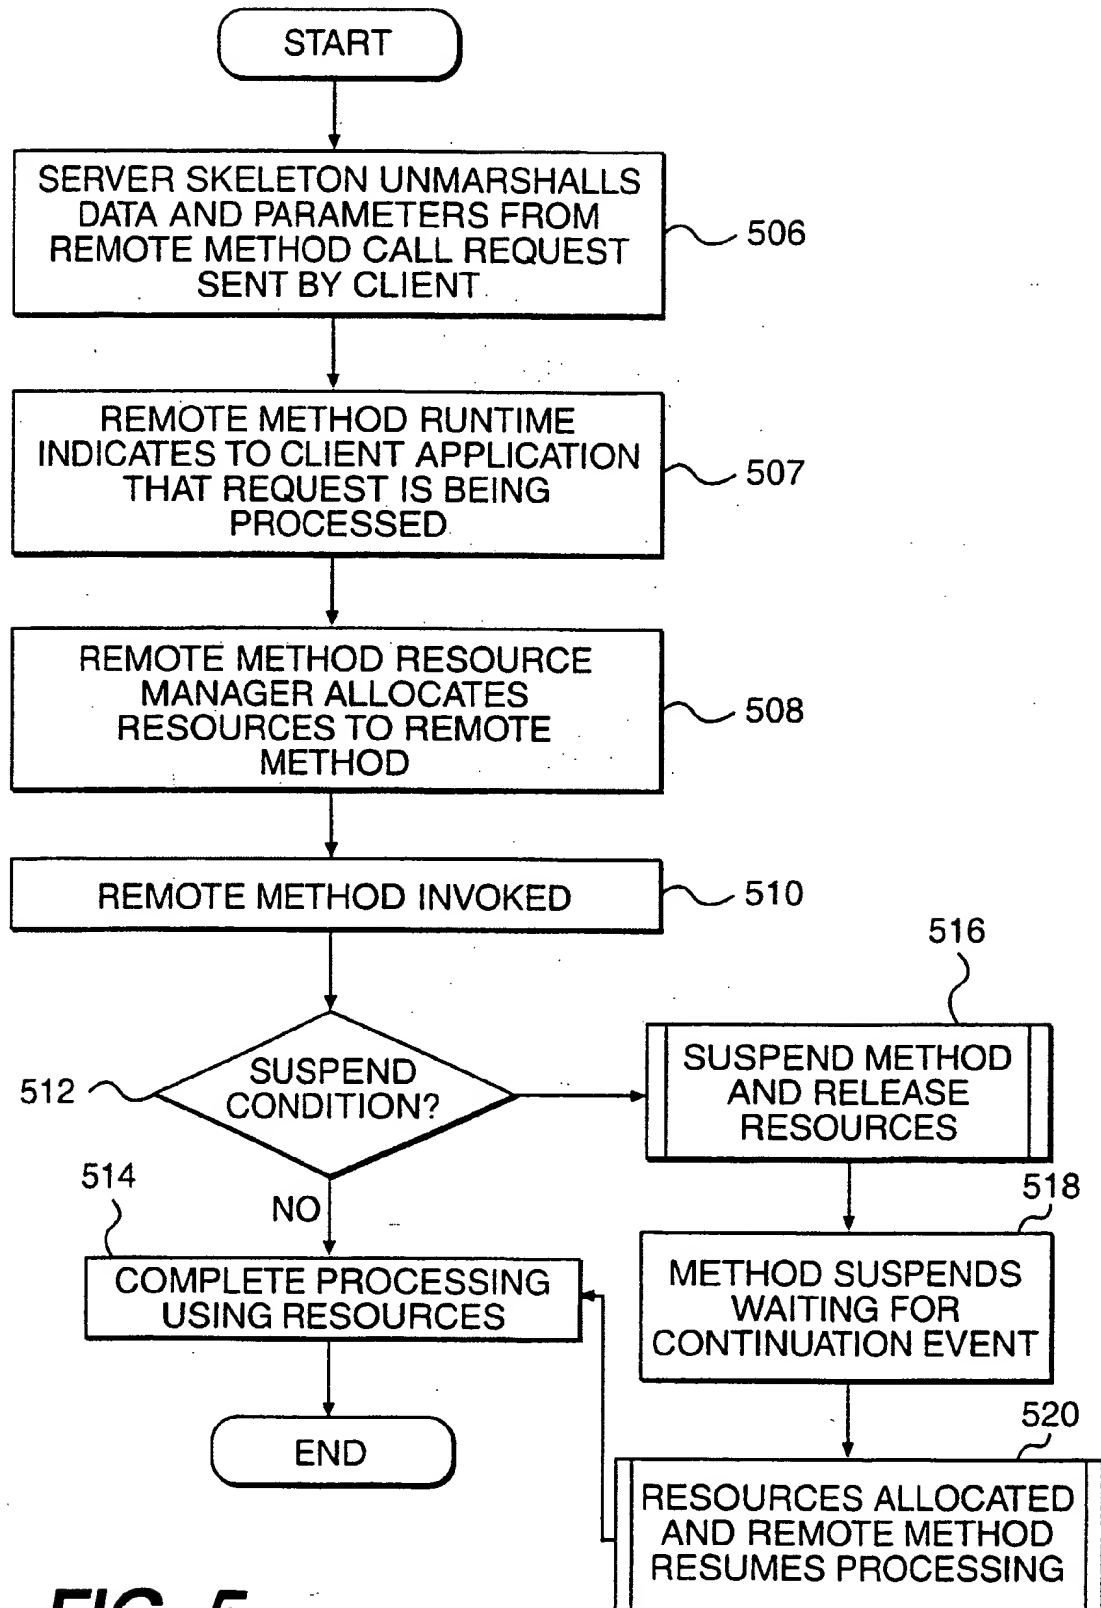 START
SERVER SKELETON UNMARSHALLS
DATA AND PARAMETERS FROM
REMOTE METHOD CALL REQUEST
SENT BY CLIENT
506
REMOTE METHOD RUNTIME
INDICATES TO CLIENT APPLICATION
THAT REQUEST IS BEING
PROCESSED
507
REMOTE METHOD RESOURCE
MANAGER ALLOCATES
RESOURCES TO REMOTE
METHOD
508
REMOTE METHOD INVOKED
510
512
SUSPEND
CONDITION?
516
SUSPEND METHOD
AND RELEASE
RESOURCES
514
NO
COMPLETE PROCESSING
USING RESOURCES
518
METHOD SUSPENDS
WAITING FOR
CONTINUATION EVENT
END
520
RESOURCES ALLOCATED
AND REMOTE METHOD
RESUMES PROCESSING
FIG. 5